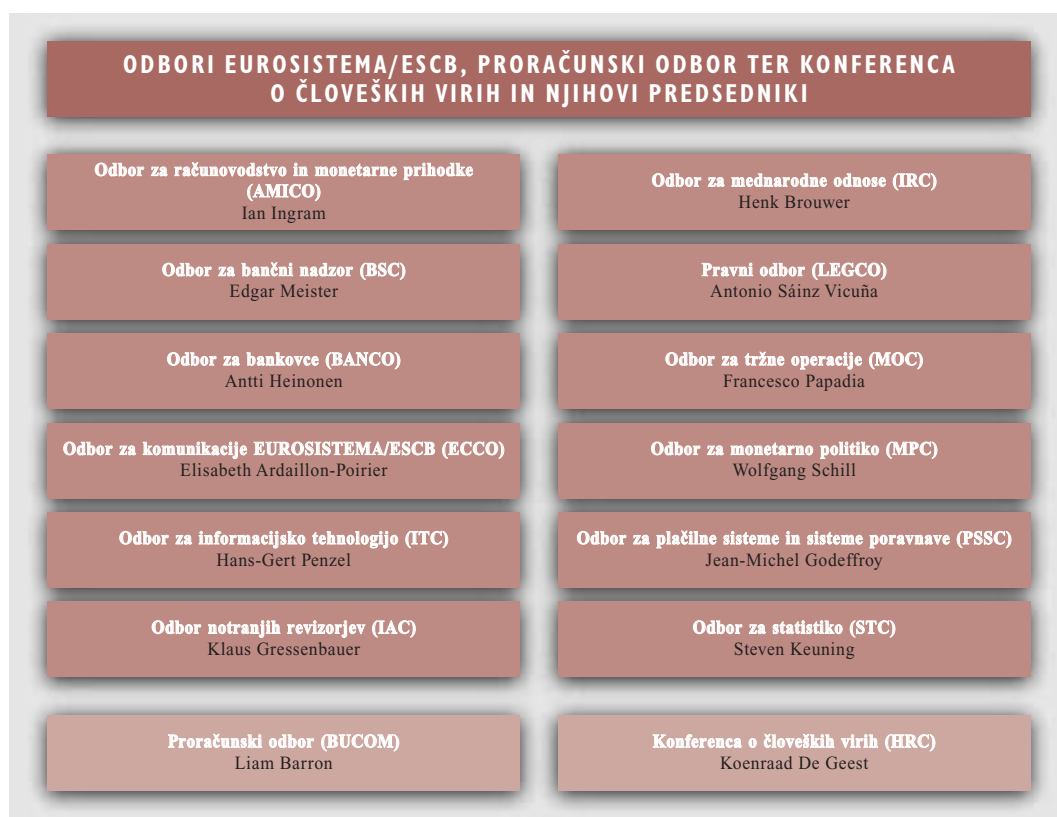 ODBORI EUROSISTEMA/ESCB, PRORAČUNSKI ODBOR TER KONFERENCA
O ČLOVEŠKIH VIRIH IN NJIHOVI PREDSEDNIKI
Odbor za računovodstvo in monetarne prihodke
(AMICO)
Ian Ingram
Odbor za bančni nadzor (BSC)
Edgar Meister
Odbor za bankovce (BANCO)
Antti Heinonen
Odbor za komunikacije EUROSISTEMA/ESCB (ECCO)
Elisabeth Ardaillon-Poirier
Odbor za informacijsko tehnologijo (ITC)
Hans-Gert Penzel
Odbor notranjih revizorjev (IAC)
Klaus Gressenbauer
Proračunski odbor (BUCOM)
Liam Barron
Odbor za mednarodne odnose (IRC)
Henk Brouwer
Pravni odbor (LEGCO)
Antonio Sáinz Vicuña
Odbor za tržne operacije (MOC)
Francesco Papadia
Odbor za monetarno politiko (MPC)
Wolfgang Schill
Odbor za plačilne sisteme in sisteme poravnave (PSSC)
Jean-Michel Godeffroy
Odbor za statistiko (STC)
Steven Keuning
Konferenca o človeških virih (HRC)
Koenraad De Geest